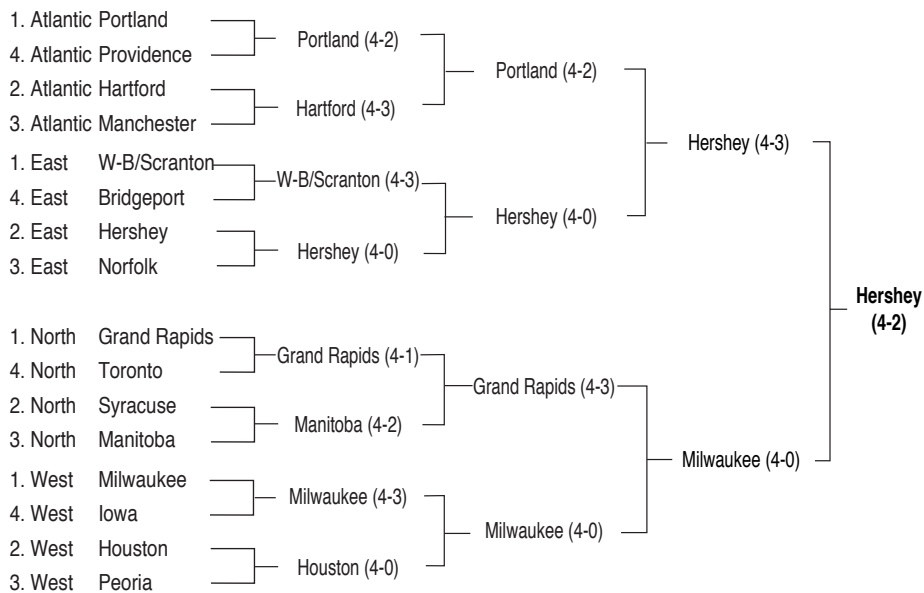 1. Atlantic Portland
4. Atlantic Providence
Portland (4-2)
2. Atlantic Hartford
3. Atlantic Manchester
Hartford (4-3)
Portland (4-2)
1. East W-B/Scranton
4. East Bridgeport
W-B/Scranton (4-3)
2. East Hershey
3. East Norfolk
Hershey (4-0)
Hershey (4-0)
Hershey (4-3)
1. North Grand Rapids
4. North Toronto
Grand Rapids (4-1)
2. North Syracuse
3. North Manitoba
Manitoba (4-2)
Grand Rapids (4-3)
1. West Milwaukee
4. West Iowa
Milwaukee (4-3)
2. West Houston
3. West Peoria
Houston (4-0)
Milwaukee (4-0)
Milwaukee (4-0)
Hershey
(4-2)